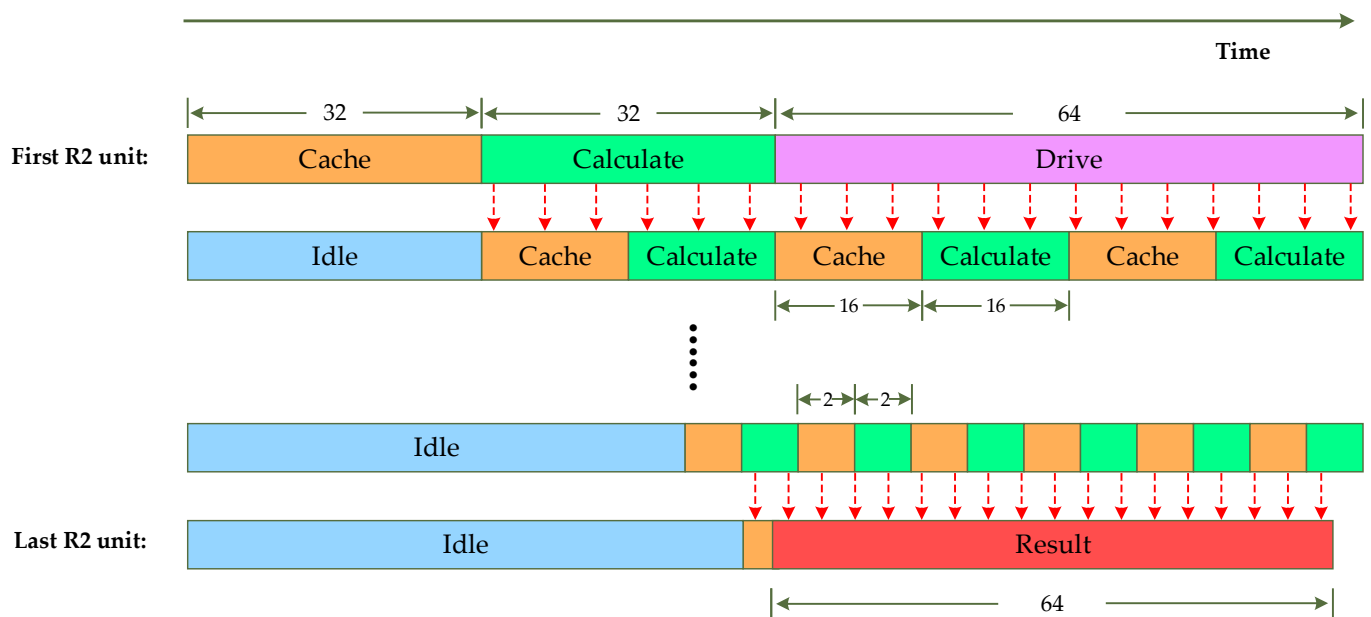 Time
32 32 64
First R2 unit: Cache Calculate Drive
Idle Cache Calculate Cache Calculate Cache Calculate
16 16
2 2
Idle
Last R2 unit: Idle Result
64